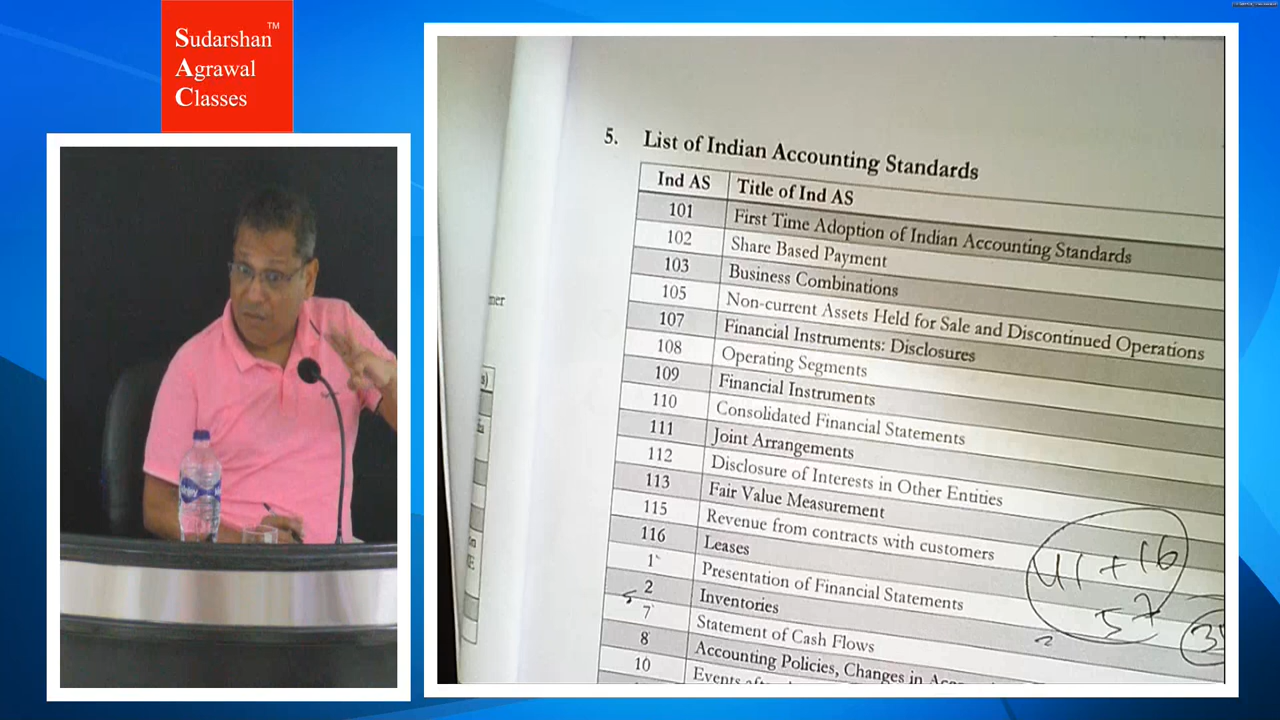 Sudarshan™
Agrawal
Classes
5. List of Indian Accounting Standards
Ind AS Title of Ind AS
101 First Time Adoption of Indian Accounting Standards
102 Share Based Payment
103 Business Combinations
105 Non-current Assets Held for Sale and Discontinued Operations
107 Financial Instruments: Disclosures
108 Operating Segments
109 Financial Instruments
110 Consolidated Financial Statements
111 Joint Arrangements
112 Disclosure of Interests in Other Entities
113 Fair Value Measurement
115 Revenue from contracts with customers
116 Leases
1 Presentation of Financial Statements
2 Inventories
7 Statement of Cash Flows
8 Accounting Policies, Changes in
10 Events
41 + 16
57